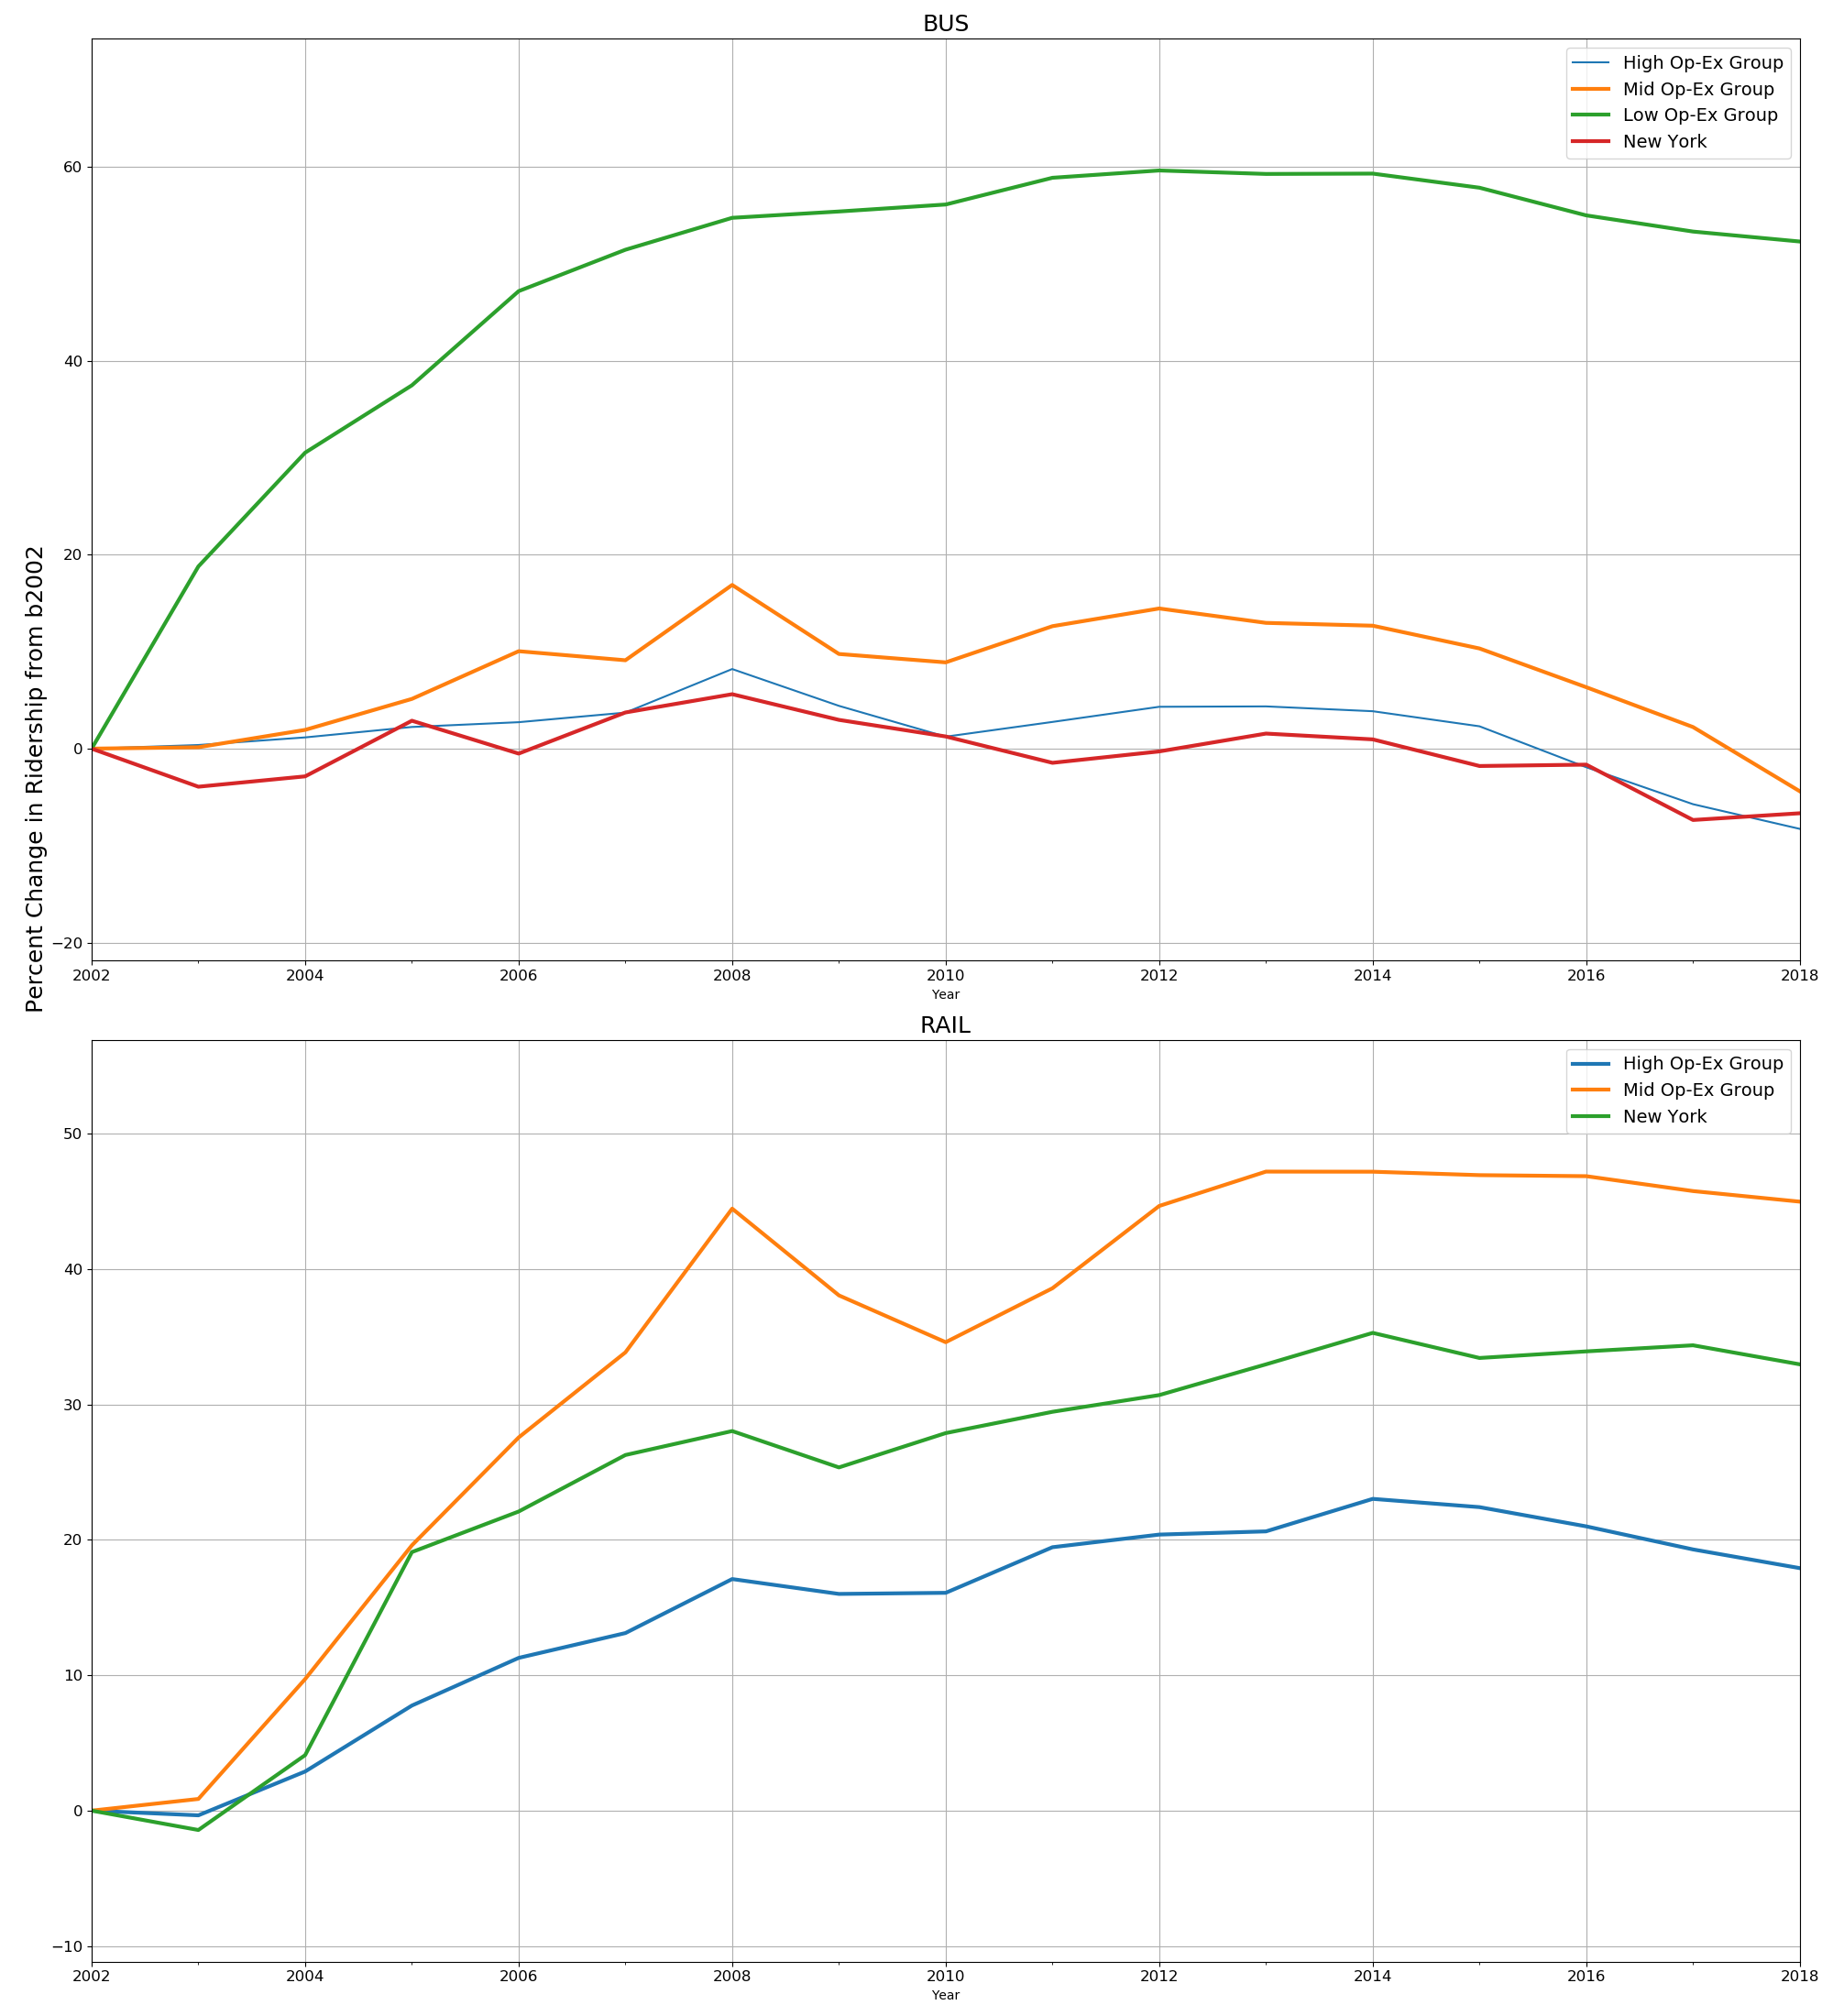 BUS
High Op-Ex Group
Mid Op-Ex Group
Low Op-Ex Group
New York
60
40
20
0
−20
2002 2004 2006 2008 2010 2012 2014 2016 2018
Year
Percent Change in Ridership from b2002
RAIL
High Op-Ex Group
Mid Op-Ex Group
New York
50
40
30
20
10
0
−10
2002 2004 2006 2008 2010 2012 2014 2016 2018
Year